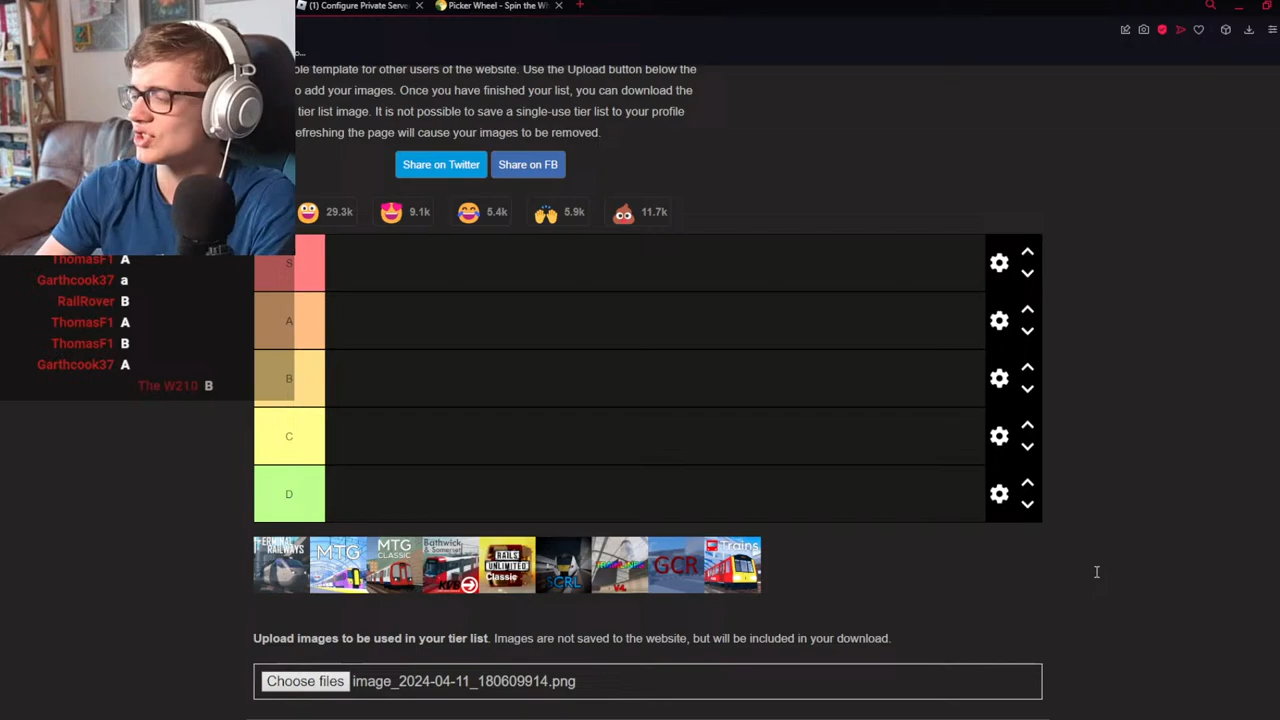 (1) Configure Private Serve
Picker Wheel - Spin the Wh
o...
ple template for other users of the website. Use the Upload button below the
o add your images. Once you have finished your list, you can download the
tier list image. It is not possible to save a single-use tier list to your profile
efreshing the page will cause your images to be removed.
Share on Twitter
Share on FB
29.3k
9.1k
5.4k
5.9k
11.7k
ThomasF1 A
Garthcook37 a
RailRover B
ThomasF1 A
ThomasF1 B
Garthcook37 A
The W210 B
S
A
B
C
D
TERMINAL
RAILWAYS
MTG
MTG
CLASSIC
Bathwick
& Somerset
KVB
RAILS
UNLIMITED
Classic
SCRL
V4
GCR
Trains
Upload images to be used in your tier list. Images are not saved to the website, but will be included in your download.
Choose files image_2024-04-11_180609914.png